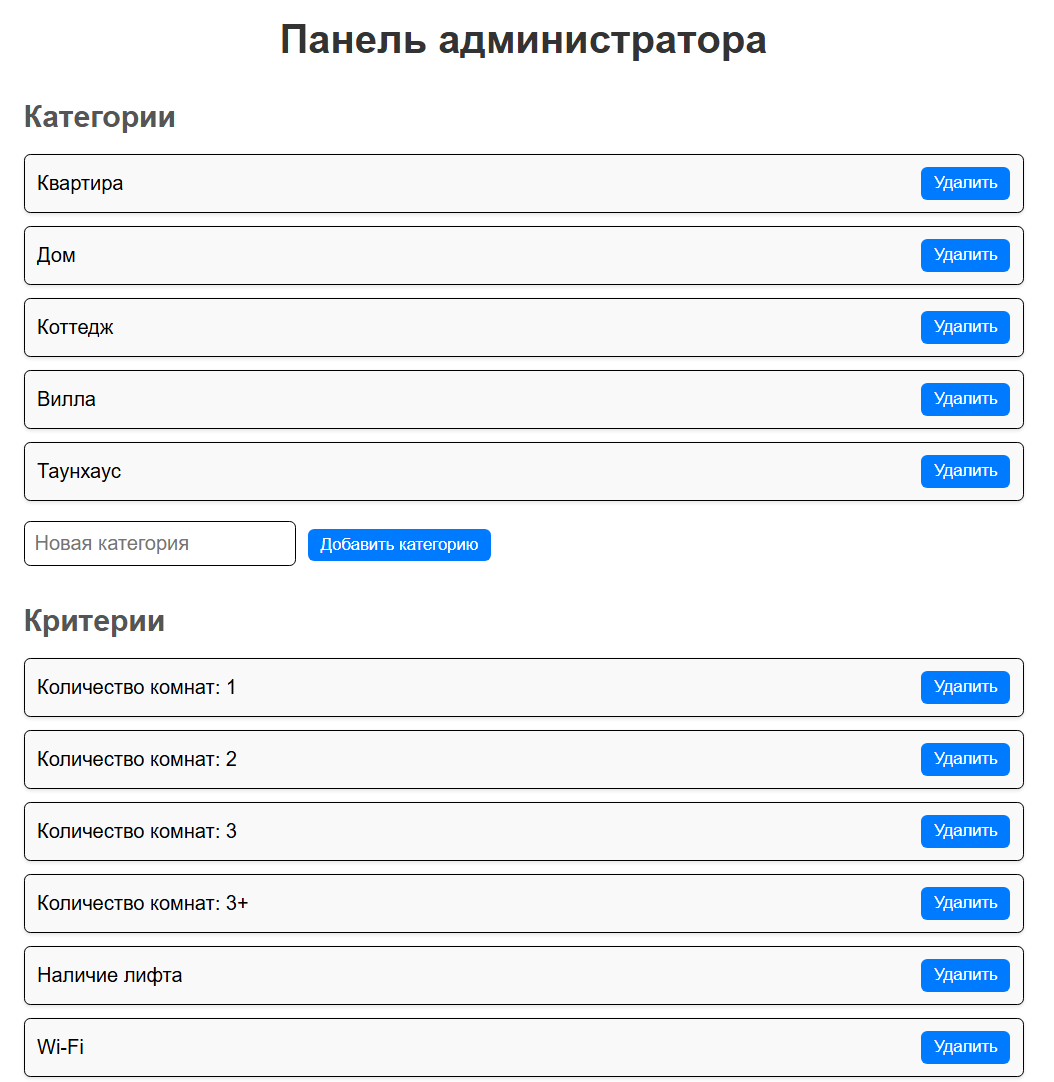 Панель администратора
Категории
Квартира Удалить
Дом Удалить
Коттедж Удалить
Вилла Удалить
Таунхаус Удалить
Новая категория Добавить категорию
Критерии
Количество комнат: 1 Удалить
Количество комнат: 2 Удалить
Количество комнат: 3 Удалить
Количество комнат: 3+ Удалить
Наличие лифта Удалить
Wi-Fi Удалить